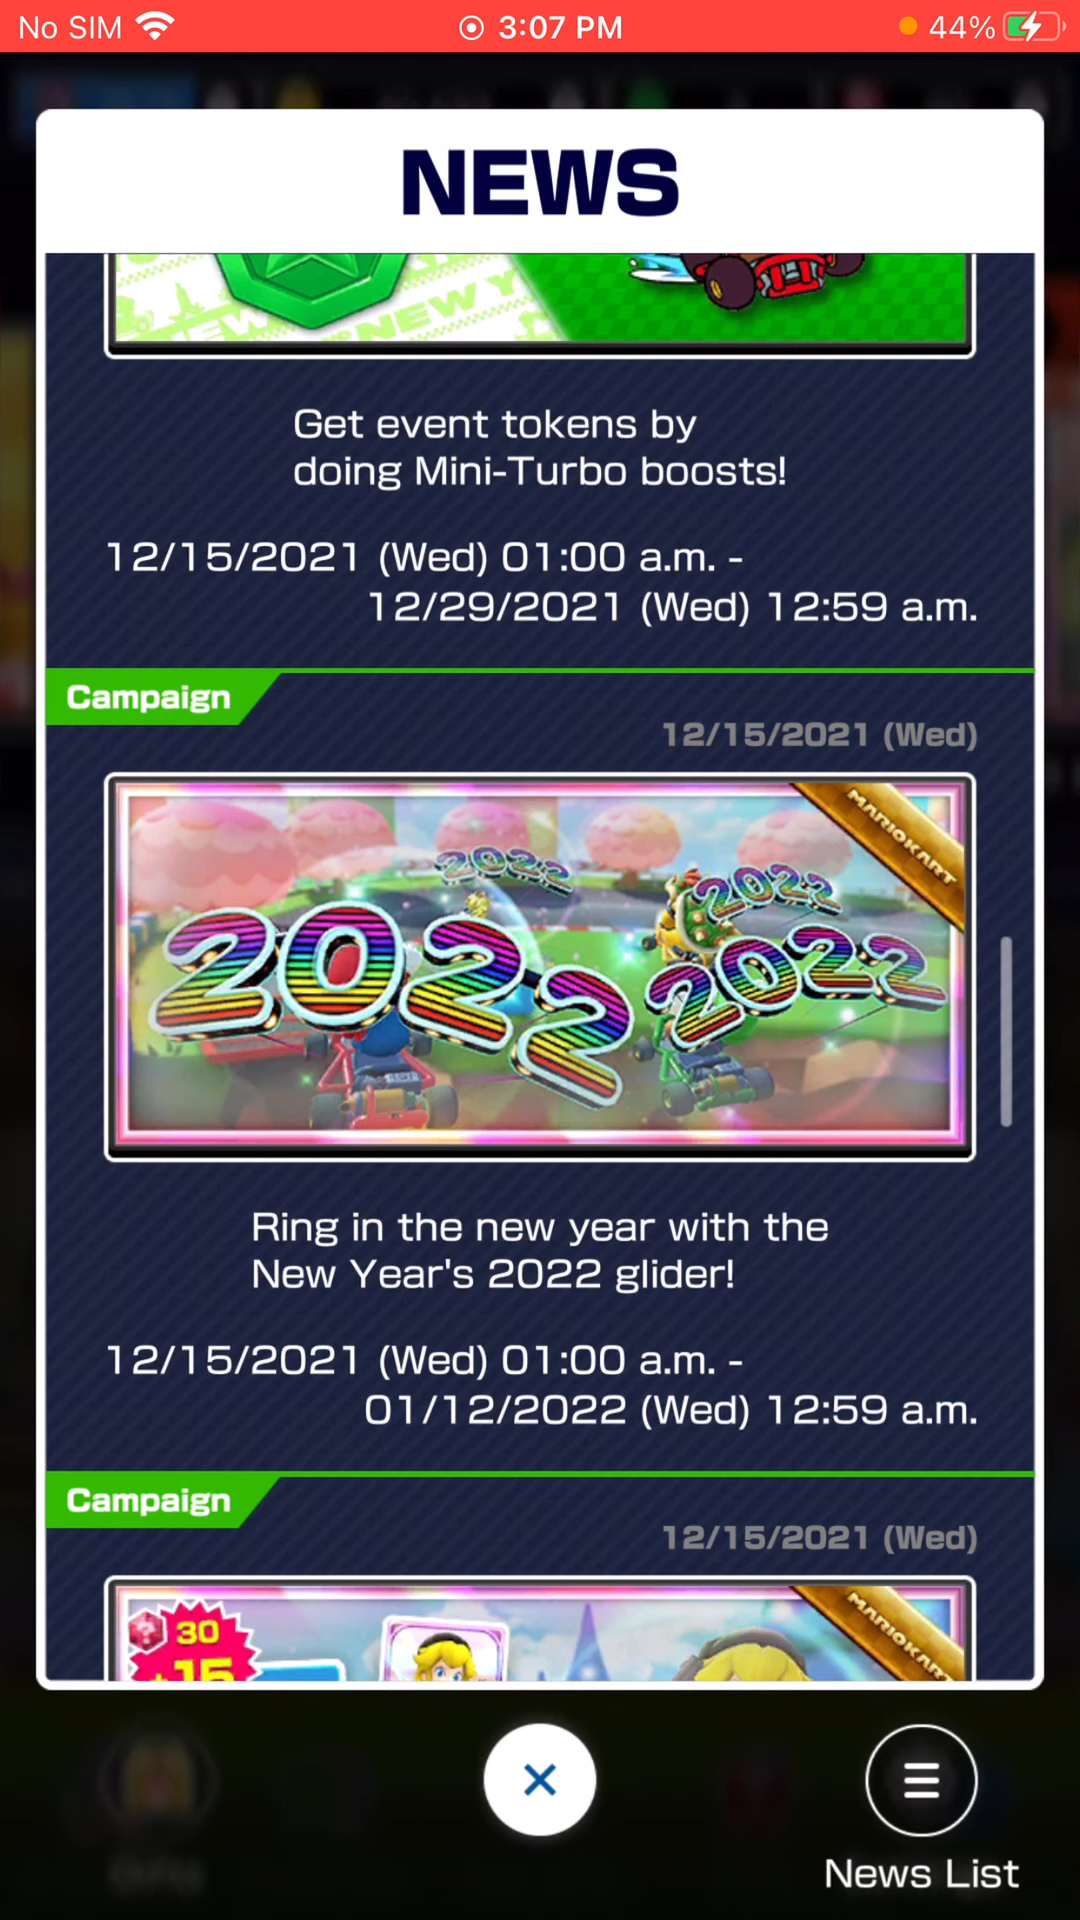 No SIM 3:07 PM 44%
NEWS
NEW Y
Get event tokens by
doing Mini-Turbo boosts!
12/15/2021 (Wed) 01:00 a.m. -
12/29/2021 (Wed) 12:59 a.m.
Campaign
12/15/2021 (Wed)
MARIOKART
2022
2022
2022
2022
Ring in the new year with the
New Year's 2022 glider!
12/15/2021 (Wed) 01:00 a.m. -
01/12/2022 (Wed) 12:59 a.m.
Campaign
12/15/2021 (Wed)
MARIOKART
30
+15
News List